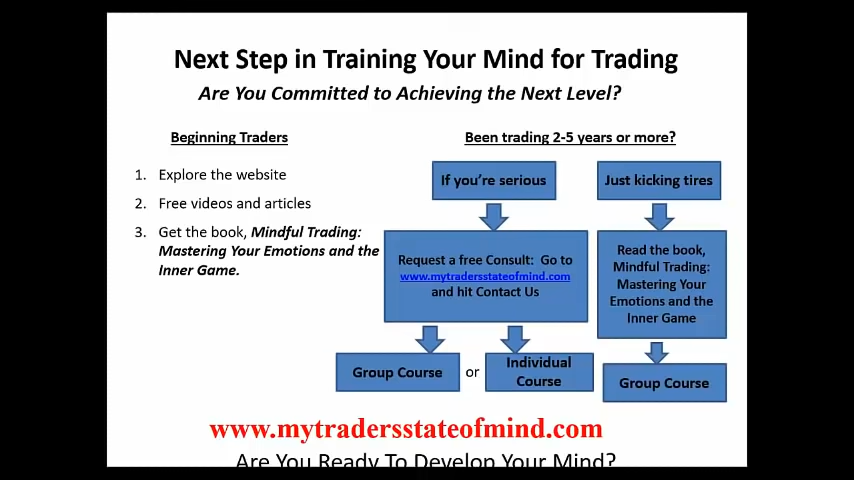 Next Step in Training Your Mind for Trading
Are You Committed to Achieving the Next Level?
Beginning Traders
1. Explore the website
2. Free videos and articles
3. Get the book, Mindful Trading:
Mastering Your Emotions and the
Inner Game.
Been trading 2-5 years or more?
If you're serious
Request a free Consult: Go to
www.mytradersstateofmind.com
and hit Contact Us
Group Course
or
Individual
Course
Just kicking tires
Read the book,
Mindful Trading:
Mastering Your
Emotions and the
Inner Game
Group Course
www.mytradersstateofmind.com
Are You Ready To Develop Your Mind?